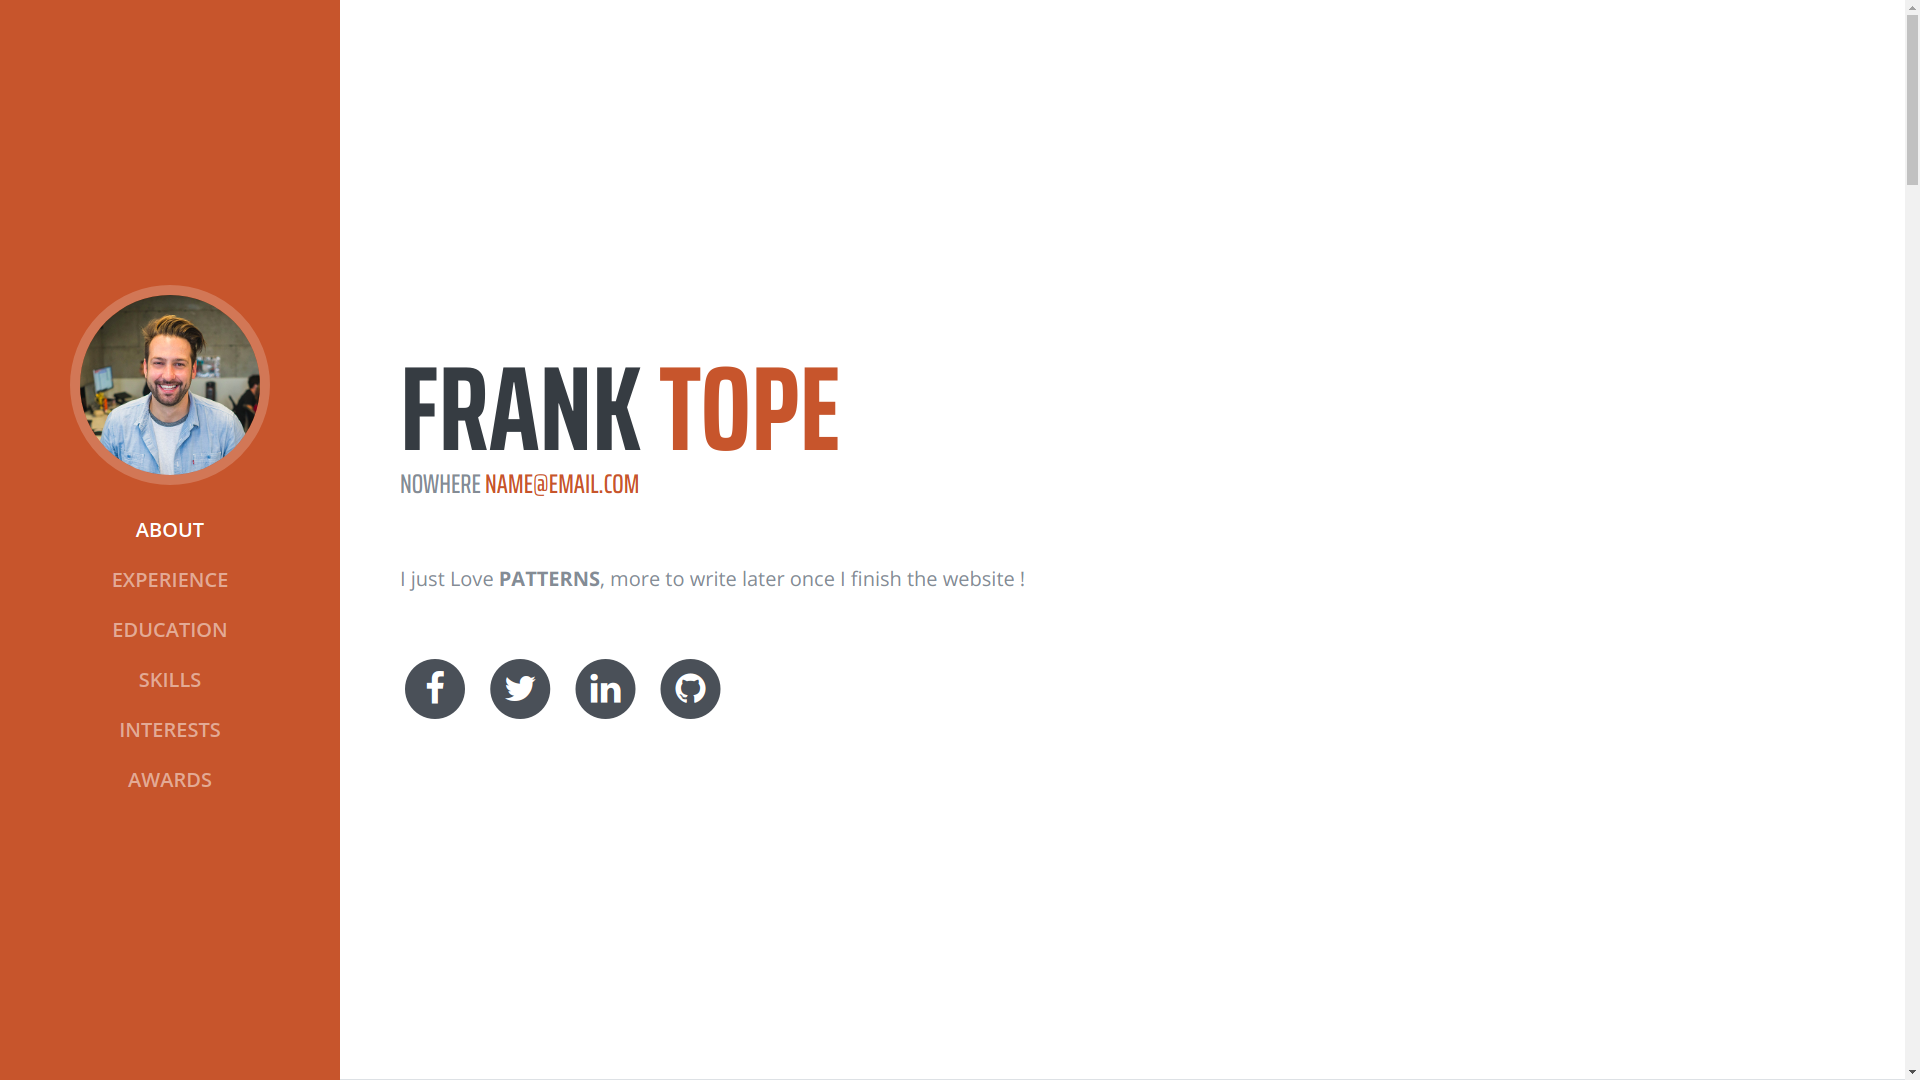 ABOUT
EXPERIENCE
EDUCATION
SKILLS
INTERESTS
AWARDS
FRANK TOPE
NOWHERE NAME@EMAIL.COM
I just Love PATTERNS, more to write later once I finish the website !